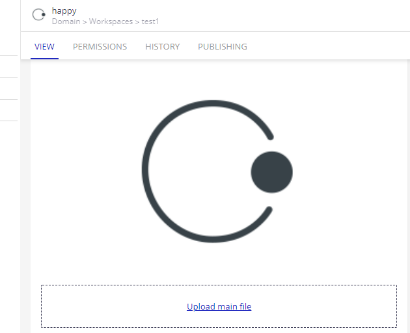 happy
Domain > Workspaces > test1
VIEW PERMISSIONS HISTORY PUBLISHING
Upload main file